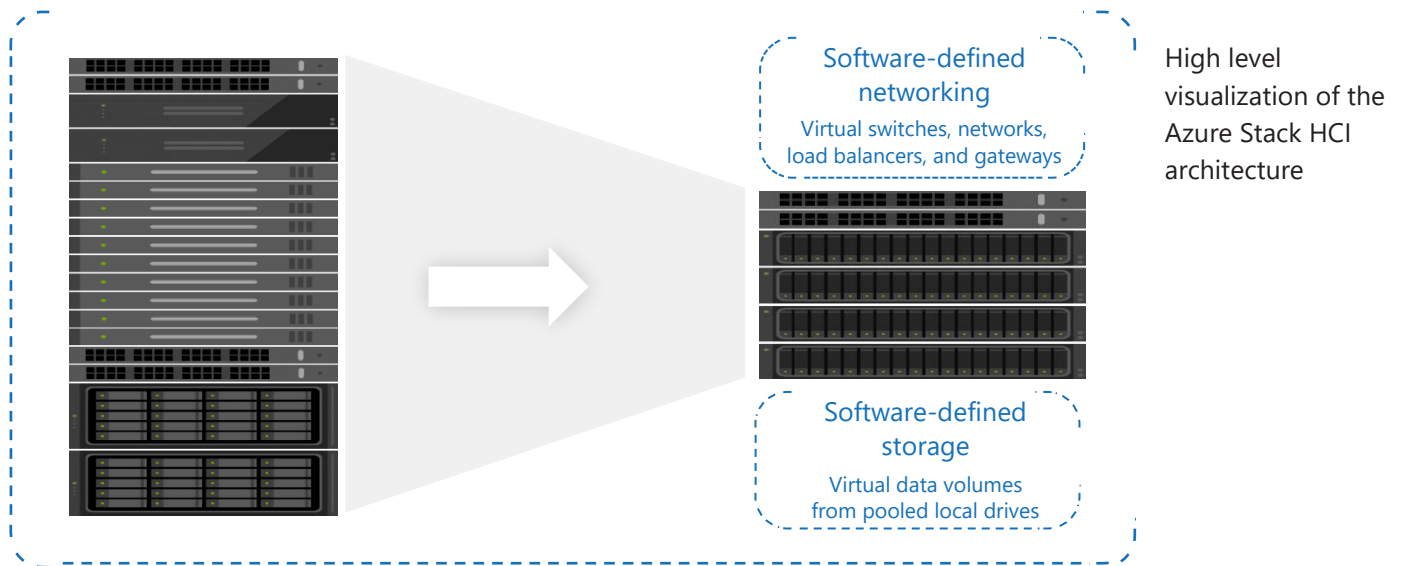 Software-defined
networking
Virtual switches, networks,
load balancers, and gateways
Software-defined
storage
Virtual data volumes
from pooled local drives
High level
visualization of the
Azure Stack HCI
architecture